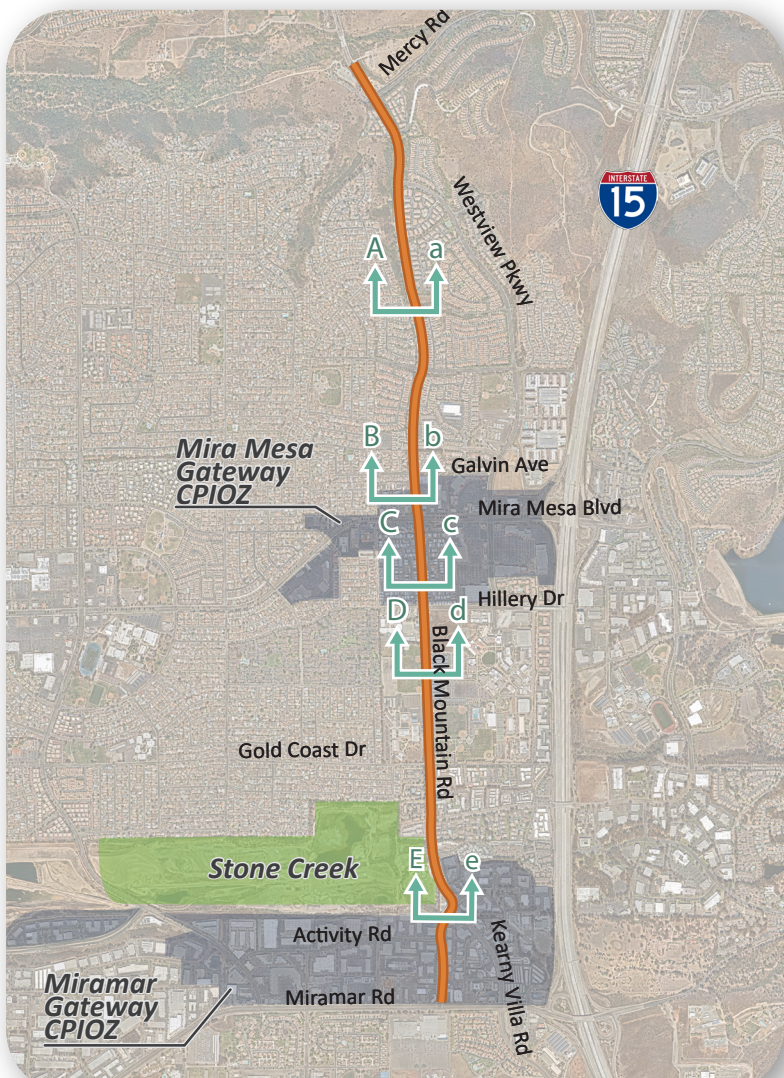 Mercy Rd
INTERSTATE
15
Westview Pkwy
A
a
B
b
Galvin Ave
Mira Mesa
Gateway
CPIOZ
Mira Mesa Blvd
C
c
Hillery Dr
D
d
Black Mountain Rd
Gold Coast Dr
Stone Creek
E
e
Activity Rd
Kearny Villa Rd
Miramar
Gateway
CPIOZ
Miramar Rd